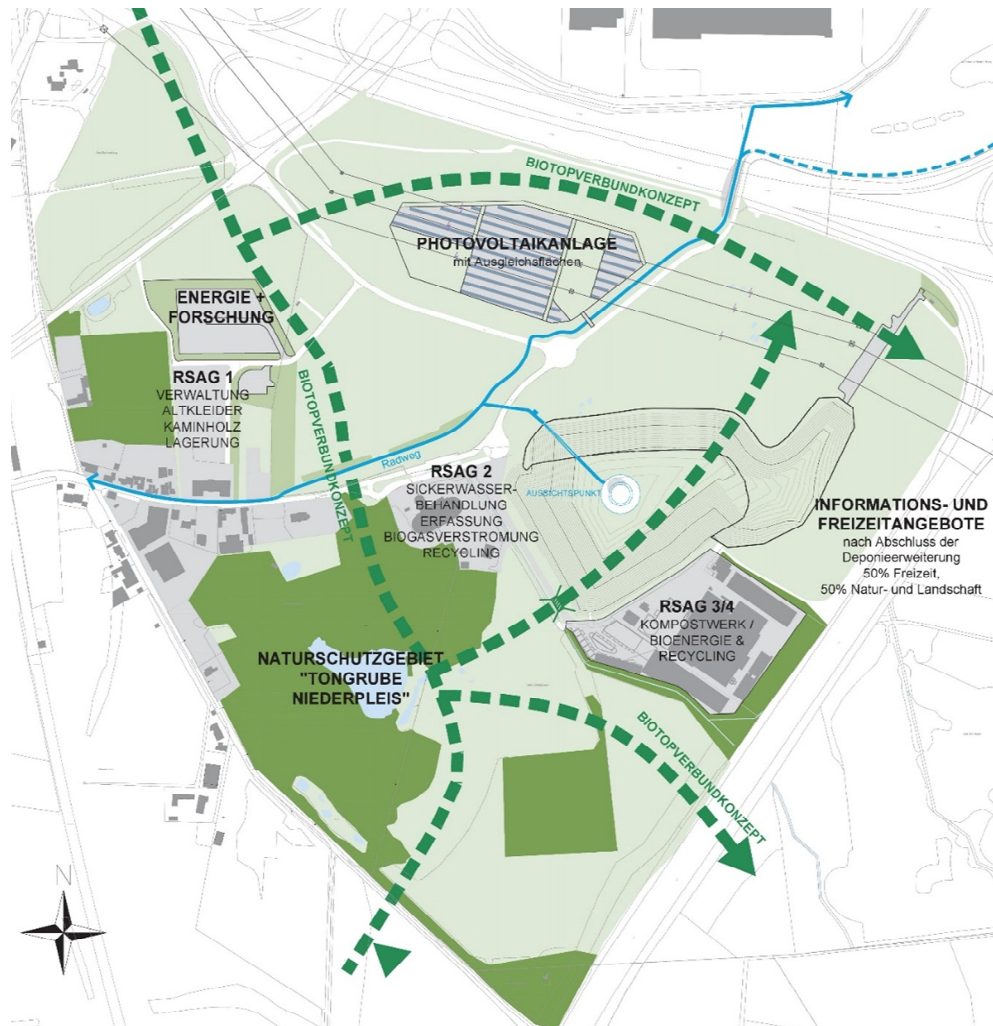 BIOTOPVERBUNDKONZEPT
PHOTOVOLTAIKANLAGE
mit Ausgleichsflächen
ENERGIE +
FORSCHUNG
RSAG 1
VERWALTUNG
ALTKLEIDER
KAMINHOLZ
LAGERUNG
BIOTOPVERBUNDKONZEPT
Radweg
RSAG 2
SICKERWASSER-
BEHANDLUNG
ERFASSUNG
BIOGASVERSTROMUNG
RECYCLING
AUSSICHTSPUNKT
INFORMATIONS- UND
FREIZEITANGEBOTE
nach Abschluss der
Deponieerweiterung
50% Freizeit,
50% Natur- und Landschaft
RSAG 3/4
KOMPOSTWERK /
BIOENERGIE &
RECYCLING
NATURSCHUTZGEBIET
"TONGRUBE
NIEDERPLEIS"
BIOTOPVERBUNDKONZEPT
N